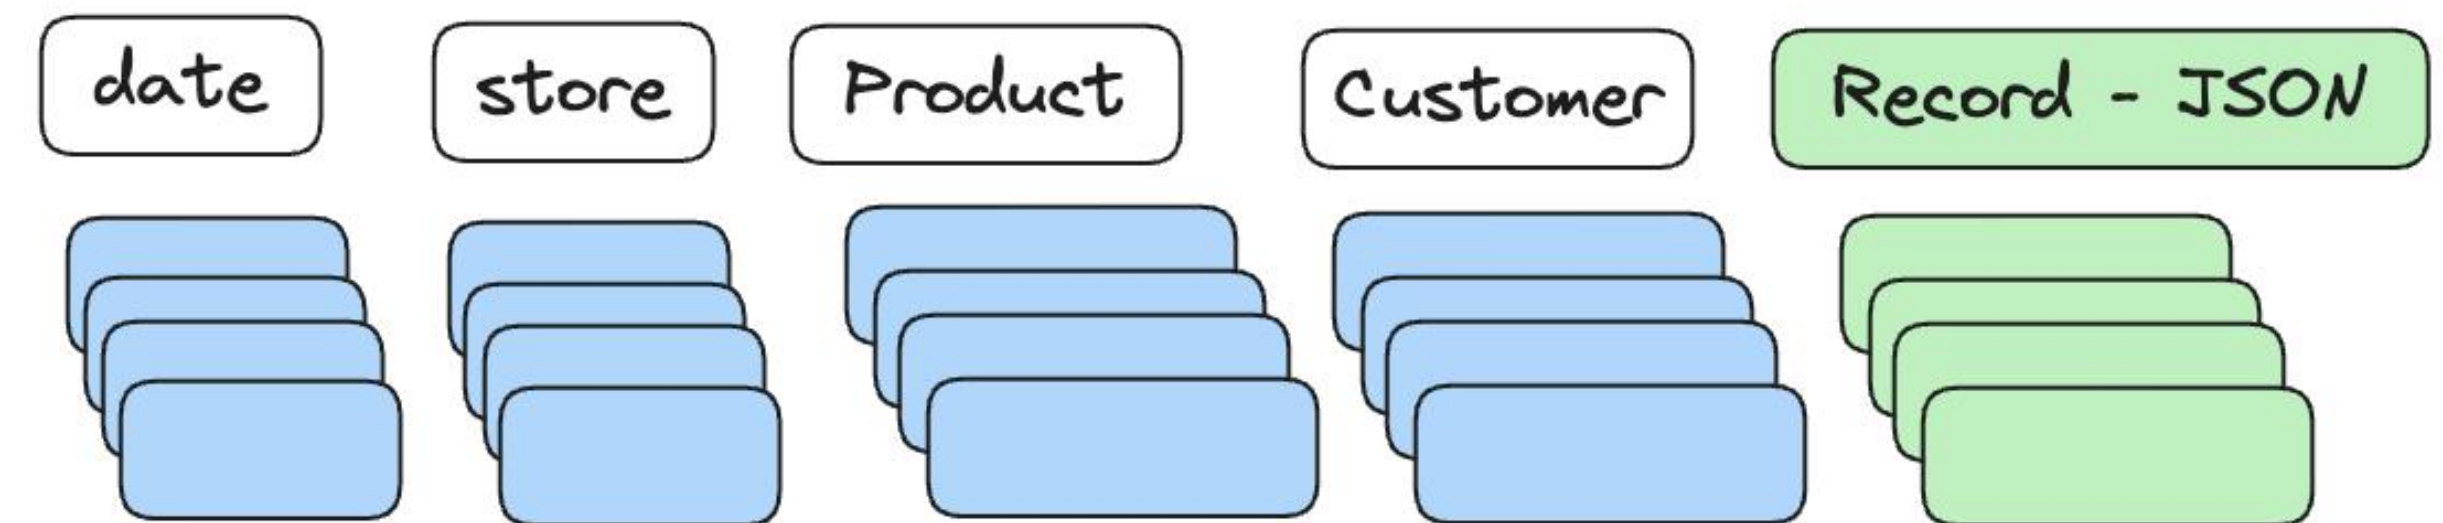 date
store
Product
Customer
Record - JSON